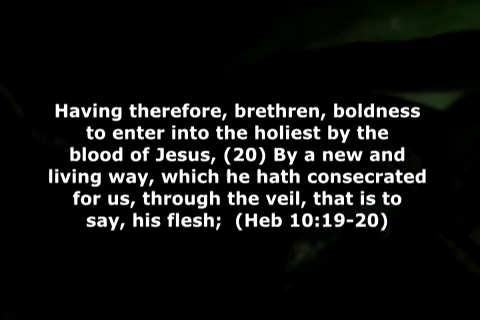 Having therefore, brethren, boldness
to enter into the holiest by the
blood of Jesus, (20) By a new and
living way, which he hath consecrated
for us, through the veil, that is to
say, his flesh;  (Heb 10:19-20)